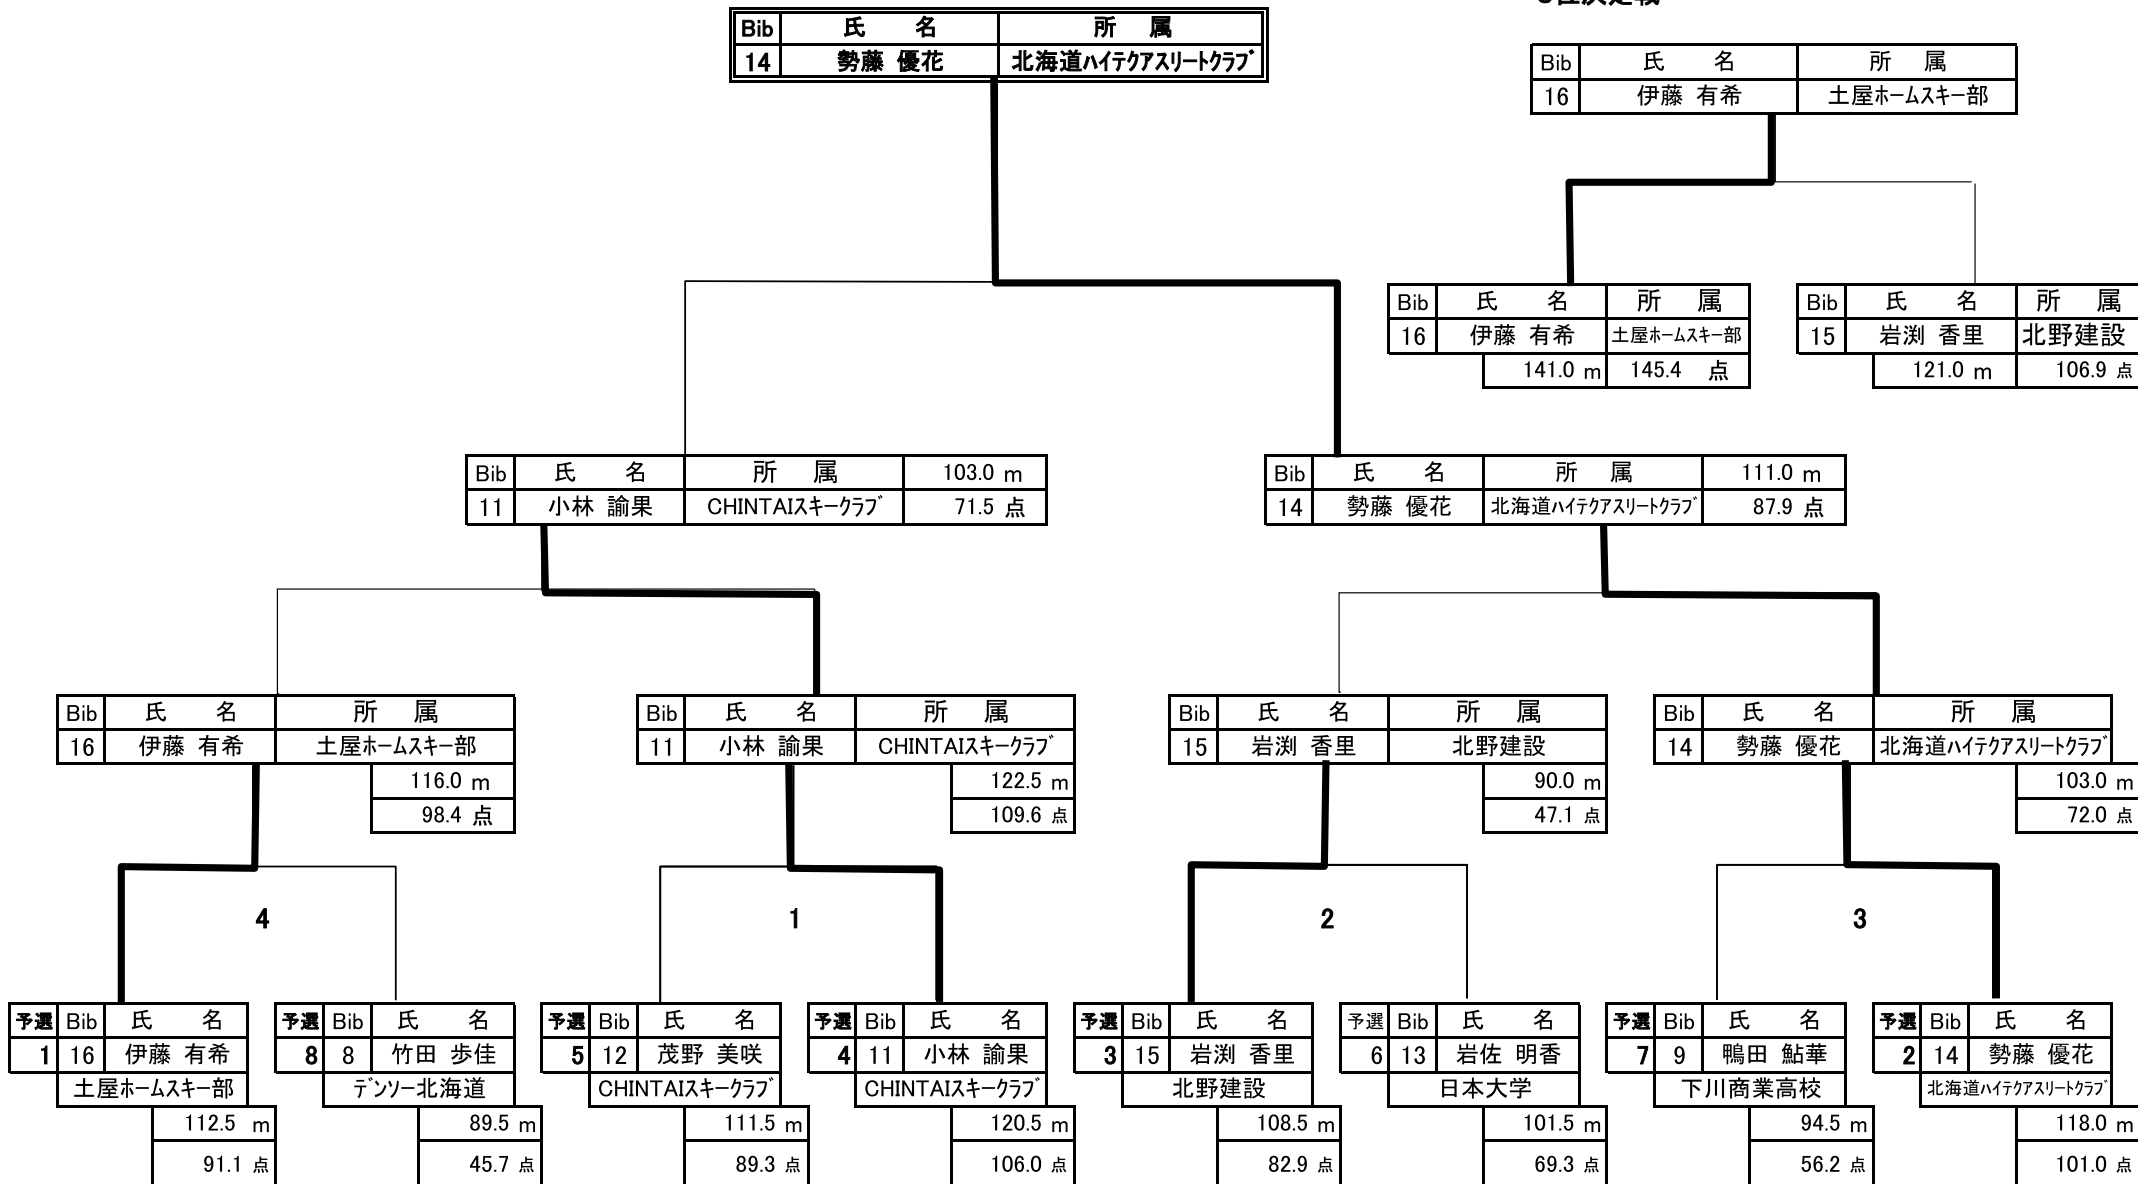 3位決定戦
Bib 氏 名 所 属
14 勢藤 優花 北海道ハイテクアスリートクラブ
Bib 氏 名 所 属
16 伊藤 有希 土屋ホームスキー部
Bib 氏 名 所 属
16 伊藤 有希 土屋ホームスキー部
141.0 m 145.4 点
Bib 氏 名 所 属
15 岩渕 香里 北野建設
121.0 m 106.9 点
Bib 氏 名 所 属 103.0 m
11 小林 諭果 CHINTAIスキークラブ 71.5 点
Bib 氏 名 所 属 111.0 m
14 勢藤 優花 北海道ハイテクアスリートクラブ 87.9 点
Bib 氏 名 所 属
16 伊藤 有希 土屋ホームスキー部
116.0 m
98.4 点
Bib 氏 名 所 属
11 小林 諭果 CHINTAIスキークラブ
122.5 m
109.6 点
Bib 氏 名 所 属
15 岩渕 香里 北野建設
90.0 m
47.1 点
Bib 氏 名 所 属
14 勢藤 優花 北海道ハイテクアスリートクラブ
103.0 m
72.0 点
4
1
2
3
予選 Bib 氏 名
1 16 伊藤 有希
土屋ホームスキー部
112.5 m
91.1 点
予選 Bib 氏 名
8 8 竹田 歩佳
デンソー北海道
89.5 m
45.7 点
予選 Bib 氏 名
5 12 茂野 美咲
CHINTAIスキークラブ
111.5 m
89.3 点
予選 Bib 氏 名
4 11 小林 諭果
CHINTAIスキークラブ
120.5 m
106.0 点
予選 Bib 氏 名
3 15 岩渕 香里
北野建設
108.5 m
82.9 点
予選 Bib 氏 名
6 13 岩佐 明香
日本大学
101.5 m
69.3 点
予選 Bib 氏 名
7 9 鴨田 鮎華
下川商業高校
94.5 m
56.2 点
予選 Bib 氏 名
2 14 勢藤 優花
北海道ハイテクアスリートクラブ
118.0 m
101.0 点